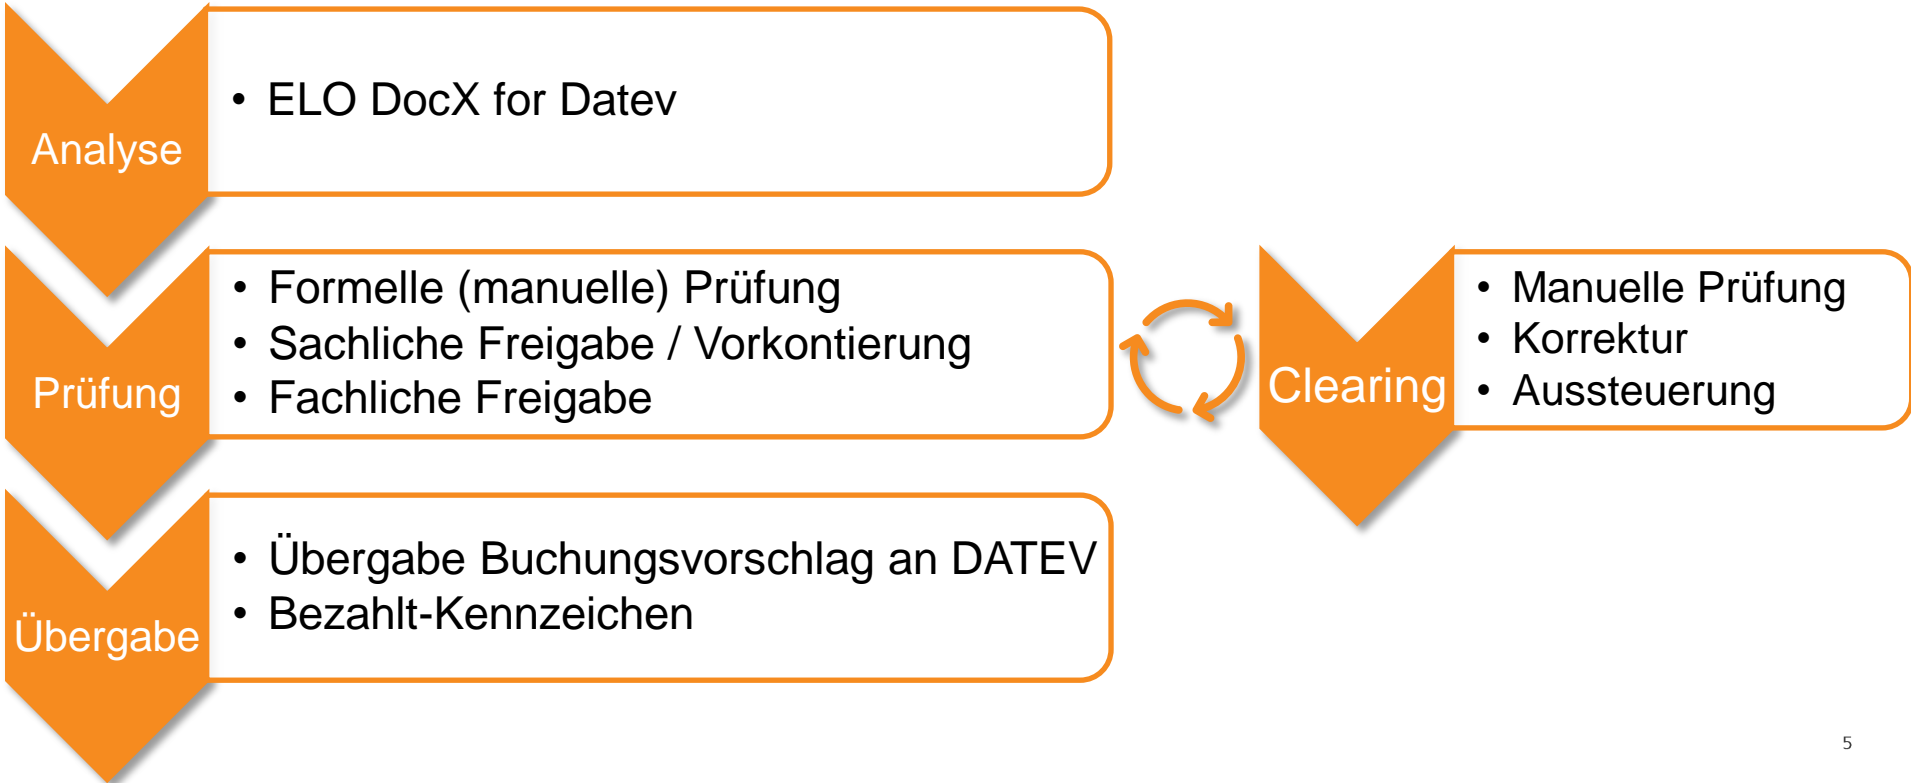 Analyse
• ELO DocX for Datev
Prüfung
• Formelle (manuelle) Prüfung
• Sachliche Freigabe / Vorkontierung
• Fachliche Freigabe
Clearing
• Manuelle Prüfung
• Korrektur
• Aussteuerung
Übergabe
• Übergabe Buchungsvorschlag an DATEV
• Bezahlt-Kennzeichen
5